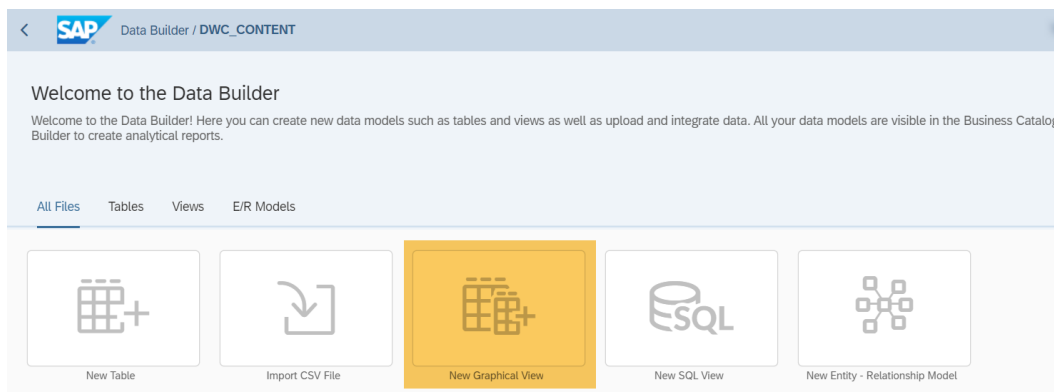 SAP Data Builder / DWC_CONTENT
Welcome to the Data Builder
Welcome to the Data Builder! Here you can create new data models such as tables and views as well as upload and integrate data. All your data models are visible in the Business Catalog
Builder to create analytical reports.
All Files Tables Views E/R Models
SQL
New Table Import CSV File New Graphical View New SQL View New Entity - Relationship Model